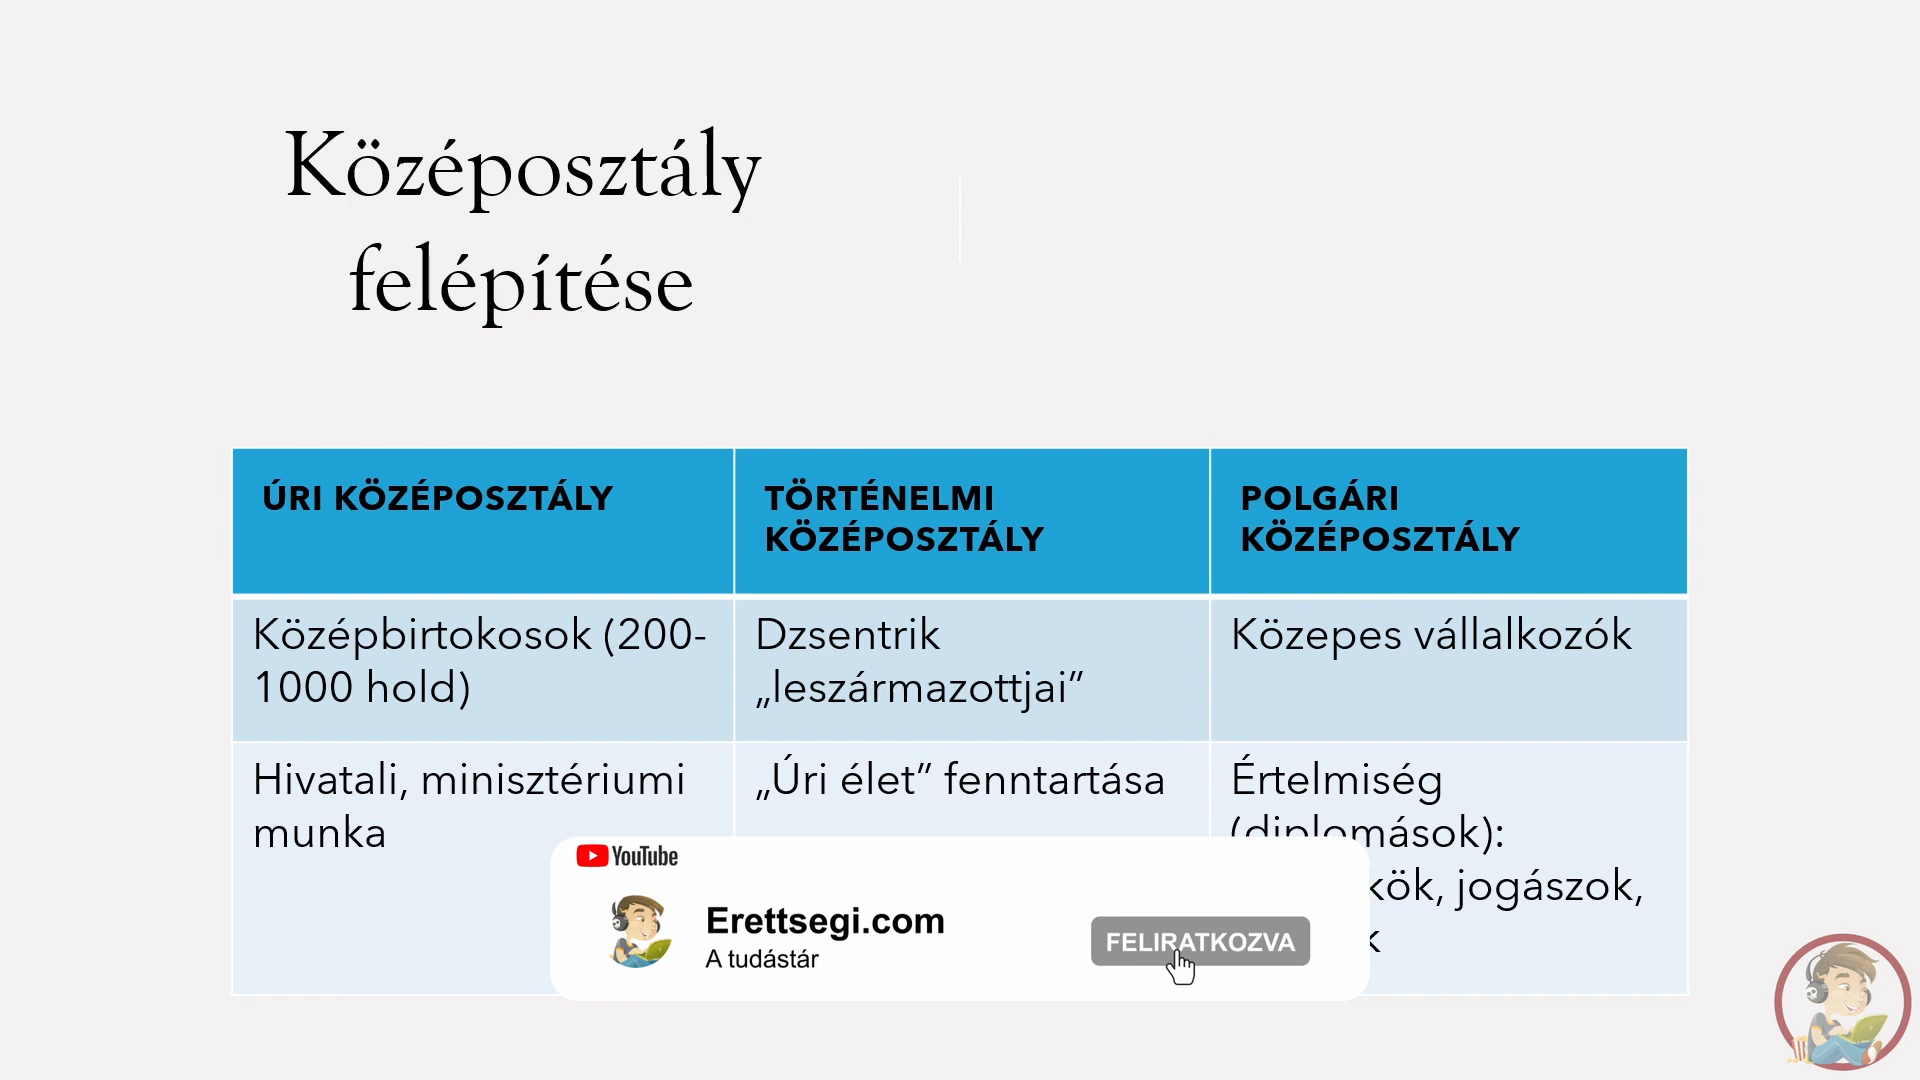 Középosztály
felépítése
ÚRI KÖZÉPOSZTÁLY
TÖRTÉNELMI
KÖZÉPOSZTÁLY
POLGÁRI
KÖZÉPOSZTÁLY
Középbirtokosok (200-
1000 hold)
Dzsentrik
„leszármazottjai”
Közepes vállalkozók
Hivatali, minisztériumi
munka
„Úri élet” fenntartása
Értelmiség
(diplomások):
jogászok,
YouTube
Erettsegi.com
A tudástár
FELIRATKOZVA